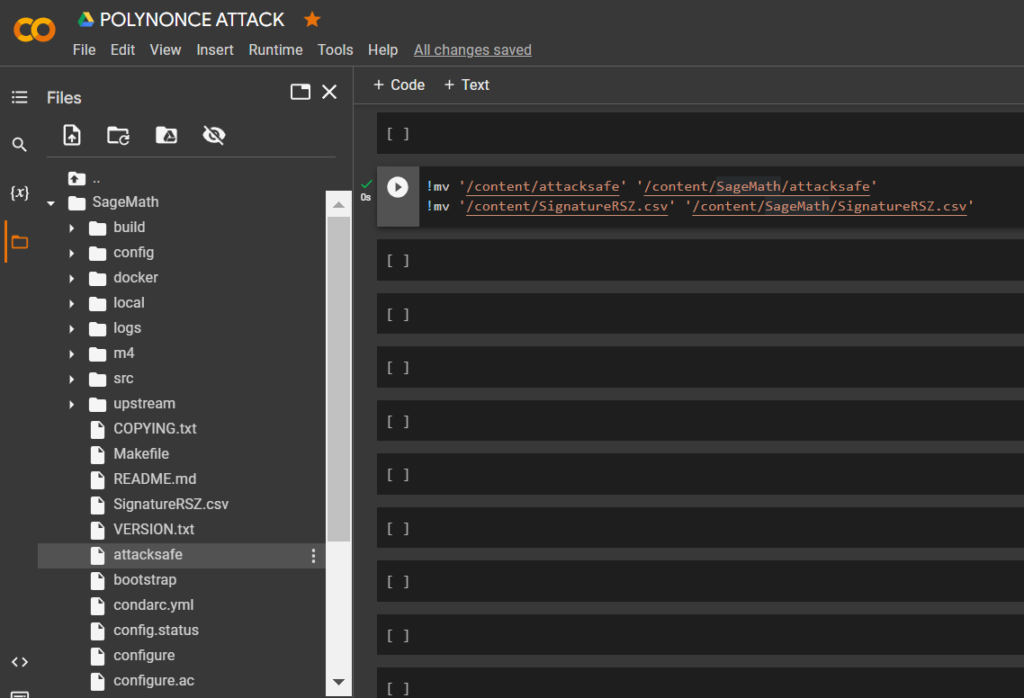 POLYNONCE ATTACK
File Edit View Insert Runtime Tools Help All changes saved
Files
+ Code + Text
{x}
..
SageMath
build
config
docker
local
logs
m4
src
upstream
COPYING.txt
Makefile
README.md
SignatureRSZ.csv
VERSION.txt
attacksafe
bootstrap
condarc.yml
config.status
configure
configure.ac
<>
[ ]
0s
!mv '/content/attacksafe' '/content/SageMath/attacksafe'
!mv '/content/SignatureRSZ.csv' '/content/SageMath/SignatureRSZ.csv'
[ ]
[ ]
[ ]
[ ]
[ ]
[ ]
[ ]
[ ]
[ ]